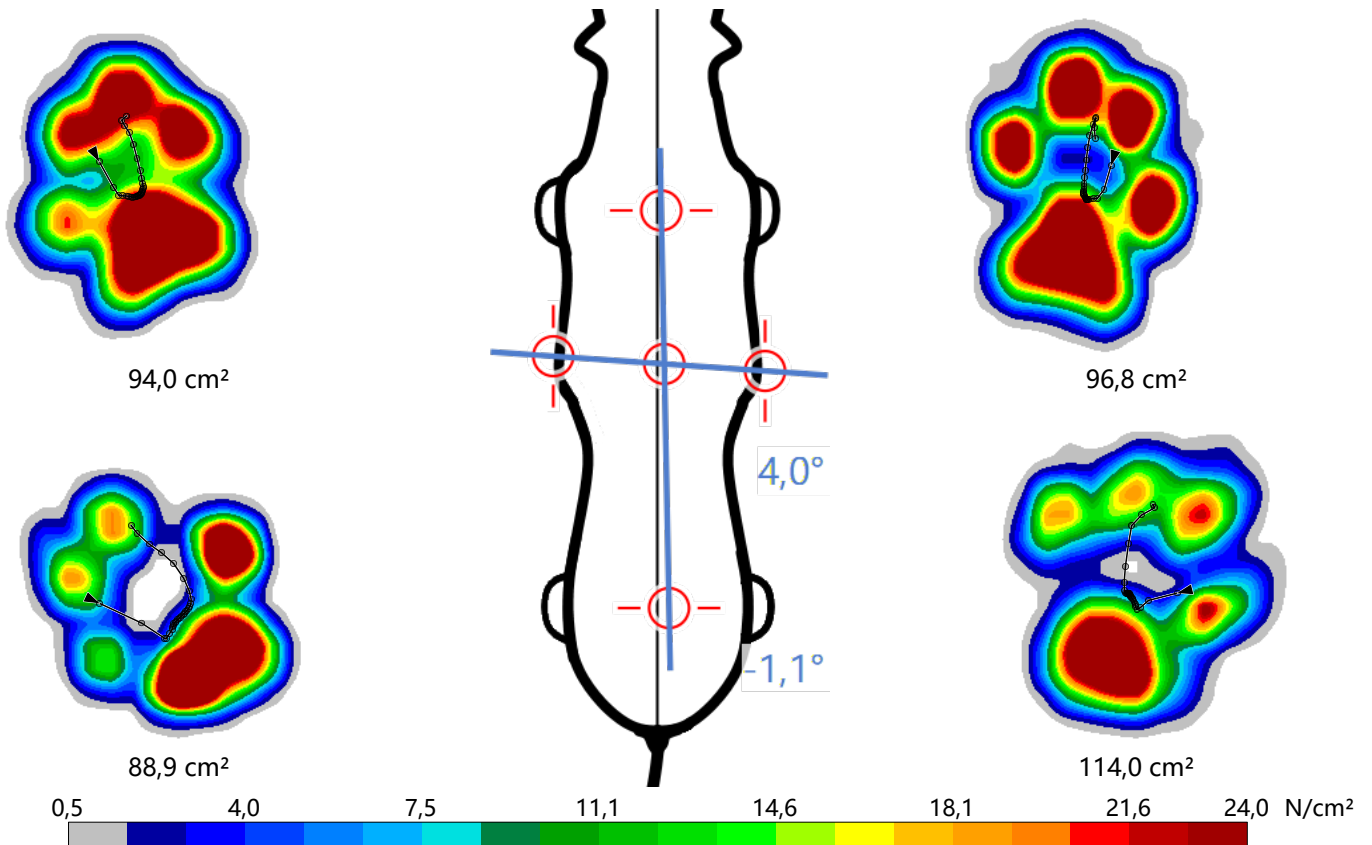 94,0 cm²
96,8 cm²
4,0°
-1,1°
88,9 cm²
114,0 cm²
0,5 4,0 7,5 11,1 14,6 18,1 21,6 24,0 N/cm²